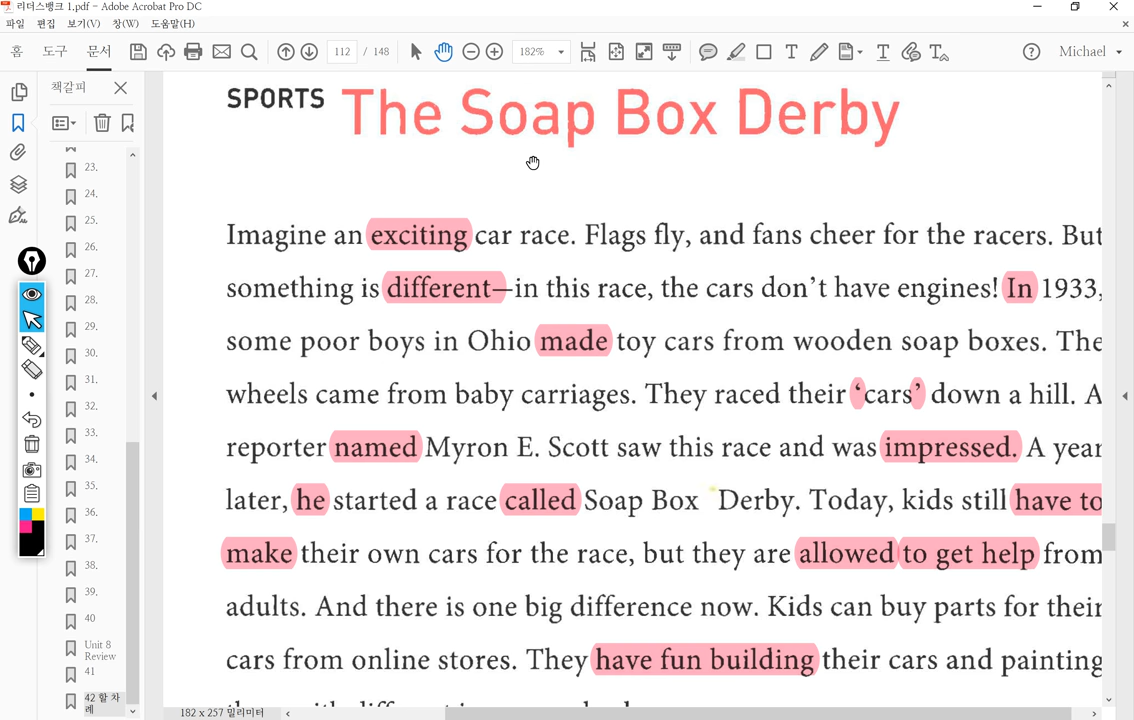 리더스뱅크 1.pdf - Adobe Acrobat Pro DC
파일 편집 보기(V) 창(W) 도움말(H)
홈 도구 문서 112 / 148 182% Michael
책갈피
23.
24.
25.
26.
27.
28.
29.
30.
31.
32.
33.
34.
35.
36.
37.
38.
39.
40
Unit 8
Review
41
42 할 차
례
SPORTS The Soap Box Derby
Imagine an exciting car race. Flags fly, and fans cheer for the racers. But
something is different—in this race, the cars don't have engines! In 1933,
some poor boys in Ohio made toy cars from wooden soap boxes. The
wheels came from baby carriages. They raced their ‘cars’ down a hill. A
reporter named Myron E. Scott saw this race and was impressed. A year
later, he started a race called Soap Box Derby. Today, kids still have to
make their own cars for the race, but they are allowed to get help from
adults. And there is one big difference now. Kids can buy parts for their
cars from online stores. They have fun building their cars and painting
182 x 257 밀리미터